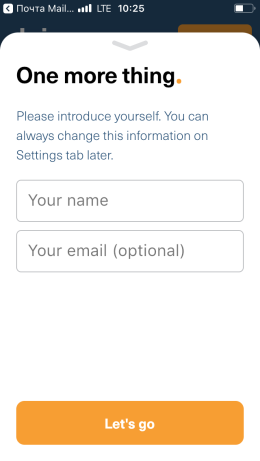 Почта Mail... LTE 10:25
One more thing.
Please introduce yourself. You can
always change this information on
Settings tab later.
Your name
Your email (optional)
Let's go